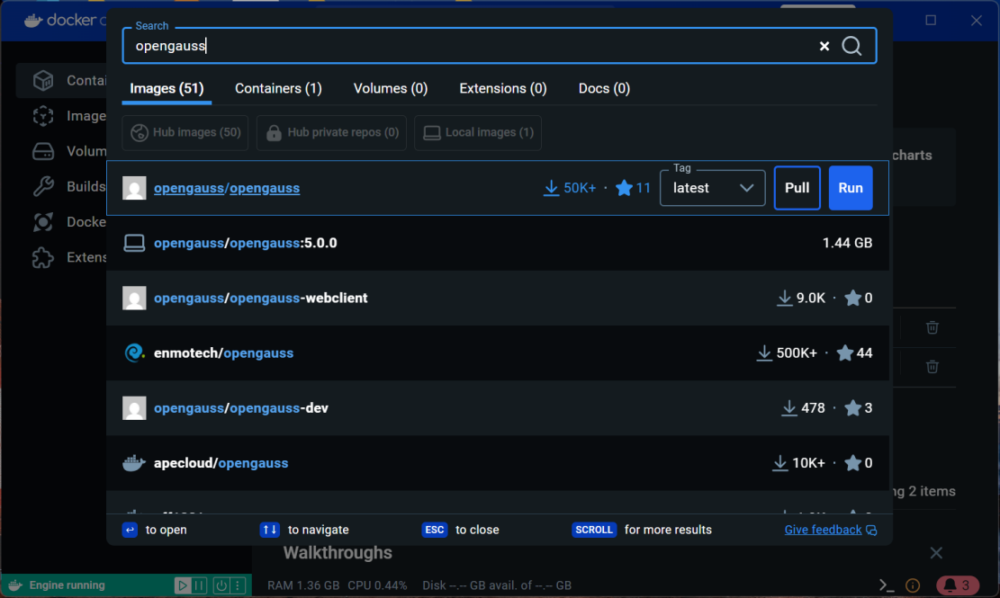 docker
Search
opengauss
Images (51)
Containers (1)
Volumes (0)
Extensions (0)
Docs (0)
Hub images (50)
Hub private repos (0)
Local images (1)
Contai
Image
Volum
Builds
Docke
Extens
charts
opengauss/opengauss
50K+ · 11
Tag
latest
Pull
Run
opengauss/opengauss:5.0.0
1.44 GB
opengauss/opengauss-webclient
9.0K · 0
enmotech/opengauss
500K+ · 44
opengauss/opengauss-dev
478 · 3
apecloud/opengauss
10K+ · 0
ng 2 items
to open
to navigate
ESC to close
SCROLL for more results
Give feedback
Walkthroughs
Engine running
RAM 1.36 GB CPU 0.44% Disk --.-- GB avail. of --.-- GB
3